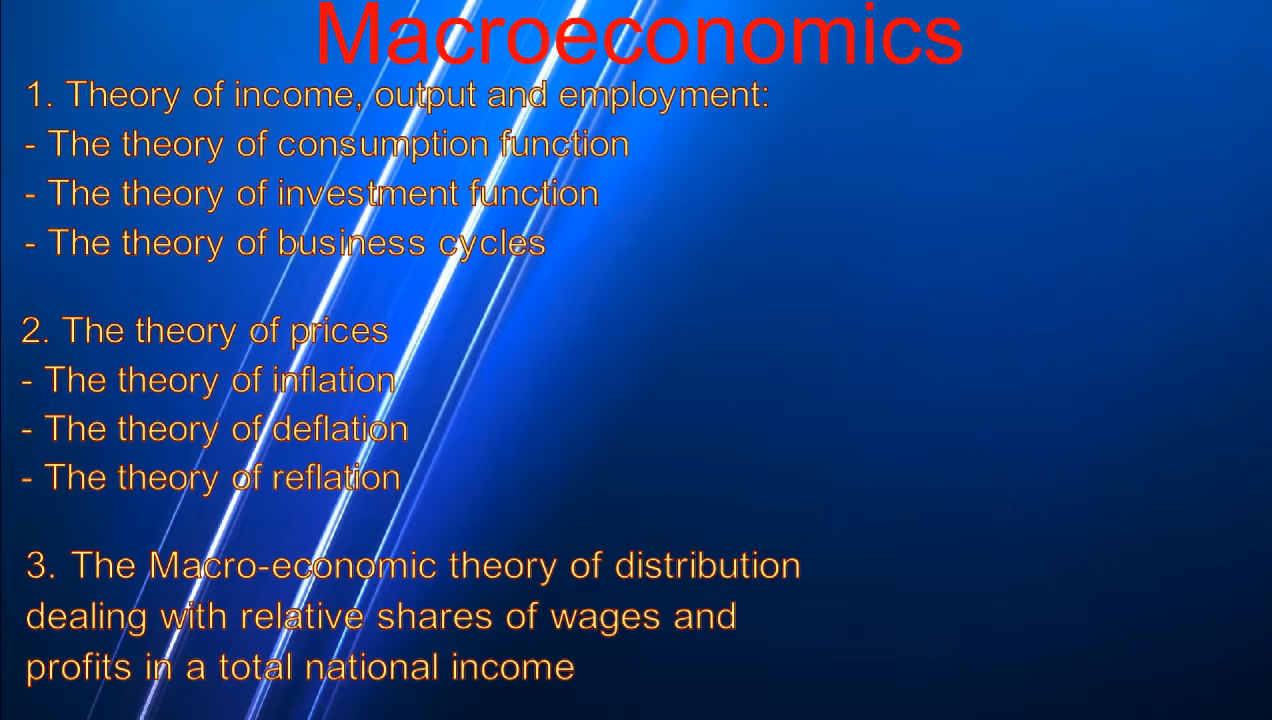 Macroeconomics
1. Theory of income, output and employment:
- The theory of consumption function
- The theory of investment function
- The theory of business cycles
2. The theory of prices
- The theory of inflation
- The theory of deflation
- The theory of reflation
3. The Macro-economic theory of distribution
dealing with relative shares of wages and
profits in a total national income